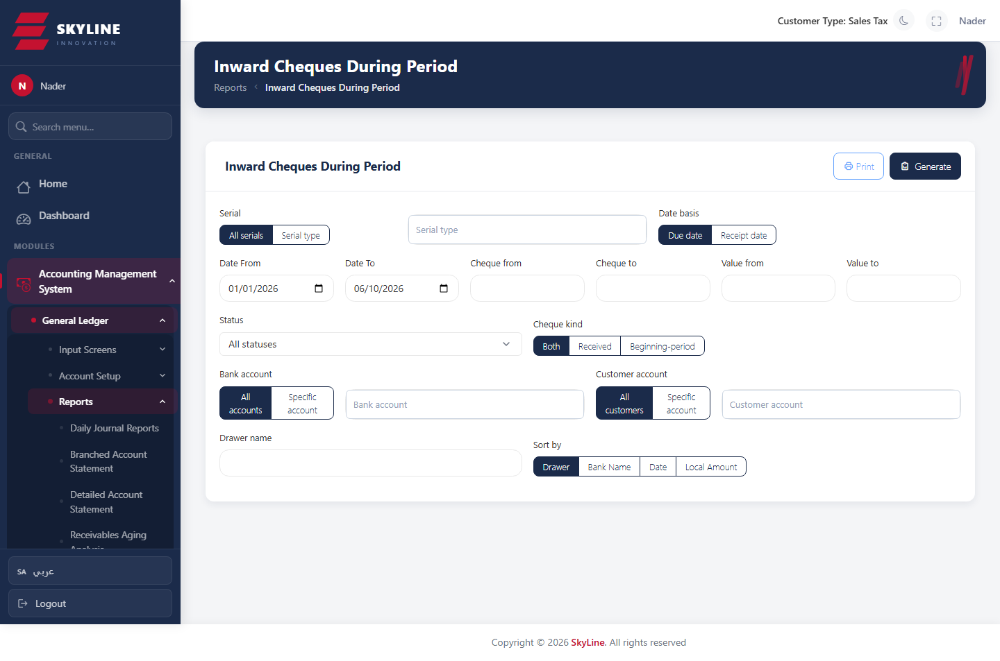 SKYLINE
INNOVATION
N Nader
Search menu...
GENERAL
Home
Dashboard
MODULES
Accounting Management
System
General Ledger
Input Screens
Account Setup
Reports
Daily Journal Reports
Branched Account
Statement
Detailed Account
Statement
Receivables Aging
Analysis
SA عربي
Logout
Customer Type: Sales Tax
Nader
Inward Cheques During Period
Reports < Inward Cheques During Period
Inward Cheques During Period
Print
Generate
Serial
All serials
Serial type
Serial type
Date basis
Due date
Receipt date
Date From
Date To
Cheque from
Cheque to
Value from
Value to
01/01/2026
06/10/2026
Status
All statuses
Cheque kind
Both
Received
Beginning-period
Bank account
All
accounts
Specific
account
Bank account
Customer account
All
customers
Specific
account
Customer account
Drawer name
Sort by
Drawer
Bank Name
Date
Local Amount
Copyright © 2026 SkyLine. All rights reserved